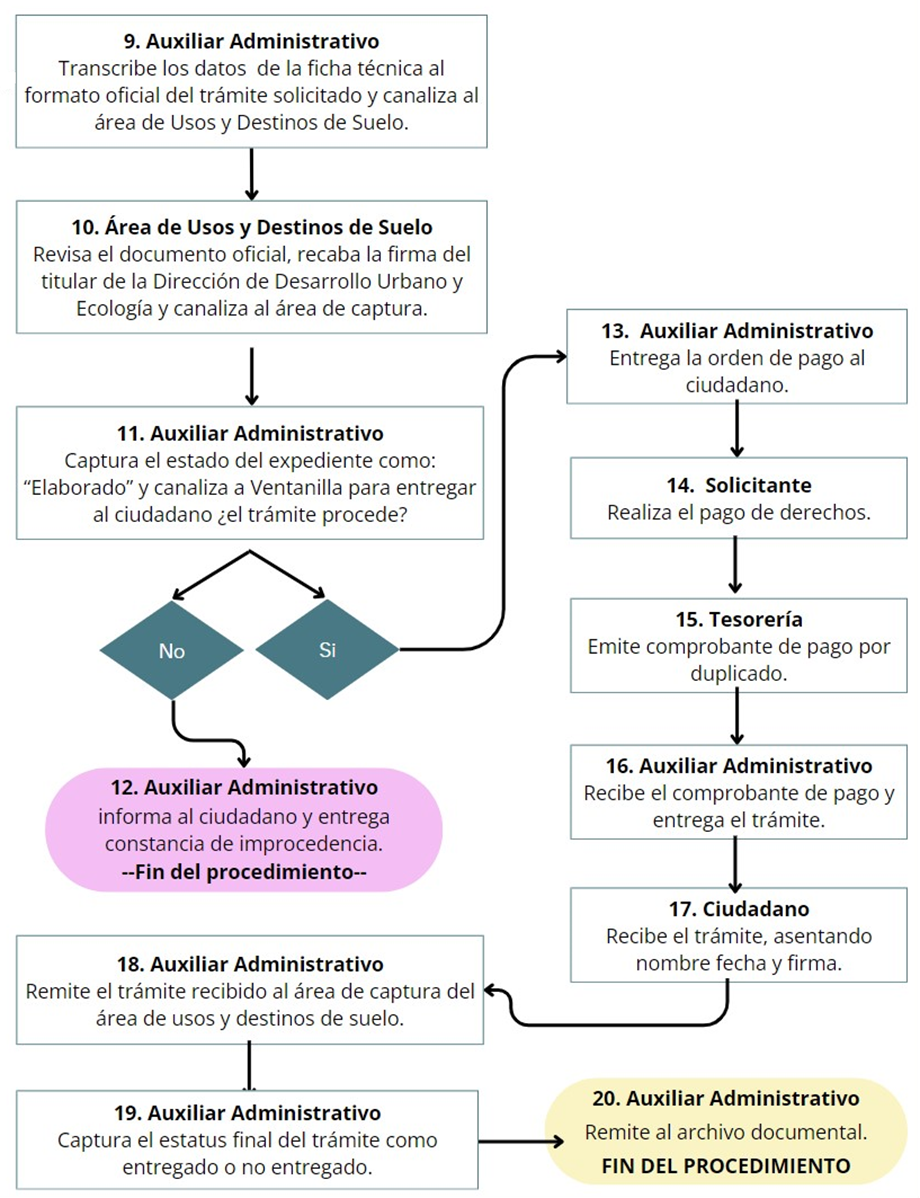 9. Auxiliar Administrativo
Transcribe los datos de la ficha técnica al
formato oficial del trámite solicitado y canaliza al
área de Usos y Destinos de Suelo.
10. Área de Usos y Destinos de Suelo
Revisa el documento oficial, recaba la firma del
titular de la Dirección de Desarrollo Urbano y
Ecología y canaliza al área de captura.
11. Auxiliar Administrativo
Captura el estado del expediente como:
“Elaborado” y canaliza a Ventanilla para entregar
al ciudadano ¿el trámite procede?
No
Si
12. Auxiliar Administrativo
informa al ciudadano y entrega
constancia de improcedencia.
--Fin del procedimiento--
13. Auxiliar Administrativo
Entrega la orden de pago al
ciudadano.
14. Solicitante
Realiza el pago de derechos.
15. Tesorería
Emite comprobante de pago por
duplicado.
16. Auxiliar Administrativo
Recibe el comprobante de pago y
entrega el trámite.
17. Ciudadano
Recibe el trámite, asentando
nombre fecha y firma.
18. Auxiliar Administrativo
Remite el trámite recibido al área de captura del
área de usos y destinos de suelo.
19. Auxiliar Administrativo
Captura el estatus final del trámite como
entregado o no entregado.
20. Auxiliar Administrativo
Remite al archivo documental.
FIN DEL PROCEDIMIENTO